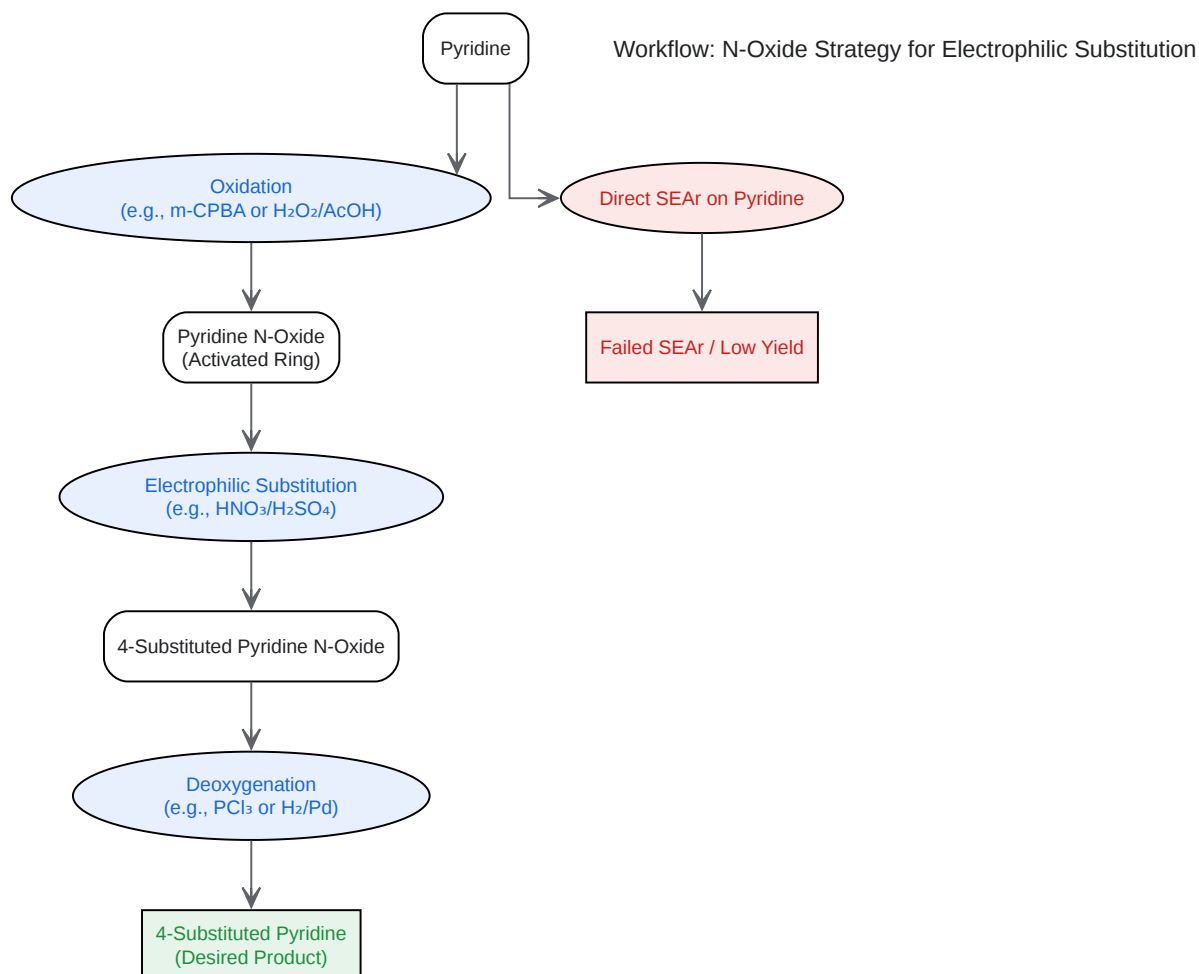 Pyridine
Workflow: N-Oxide Strategy for Electrophilic Substitution
Oxidation
(e.g., m-CPBA or H₂O₂/AcOH)
Direct SEAr on Pyridine
Pyridine N-Oxide
(Activated Ring)
Failed SEAr / Low Yield
Electrophilic Substitution
(e.g., HNO₃/H₂SO₄)
4-Substituted Pyridine N-Oxide
Deoxygenation
(e.g., PCl₃ or H₂/Pd)
4-Substituted Pyridine
(Desired Product)